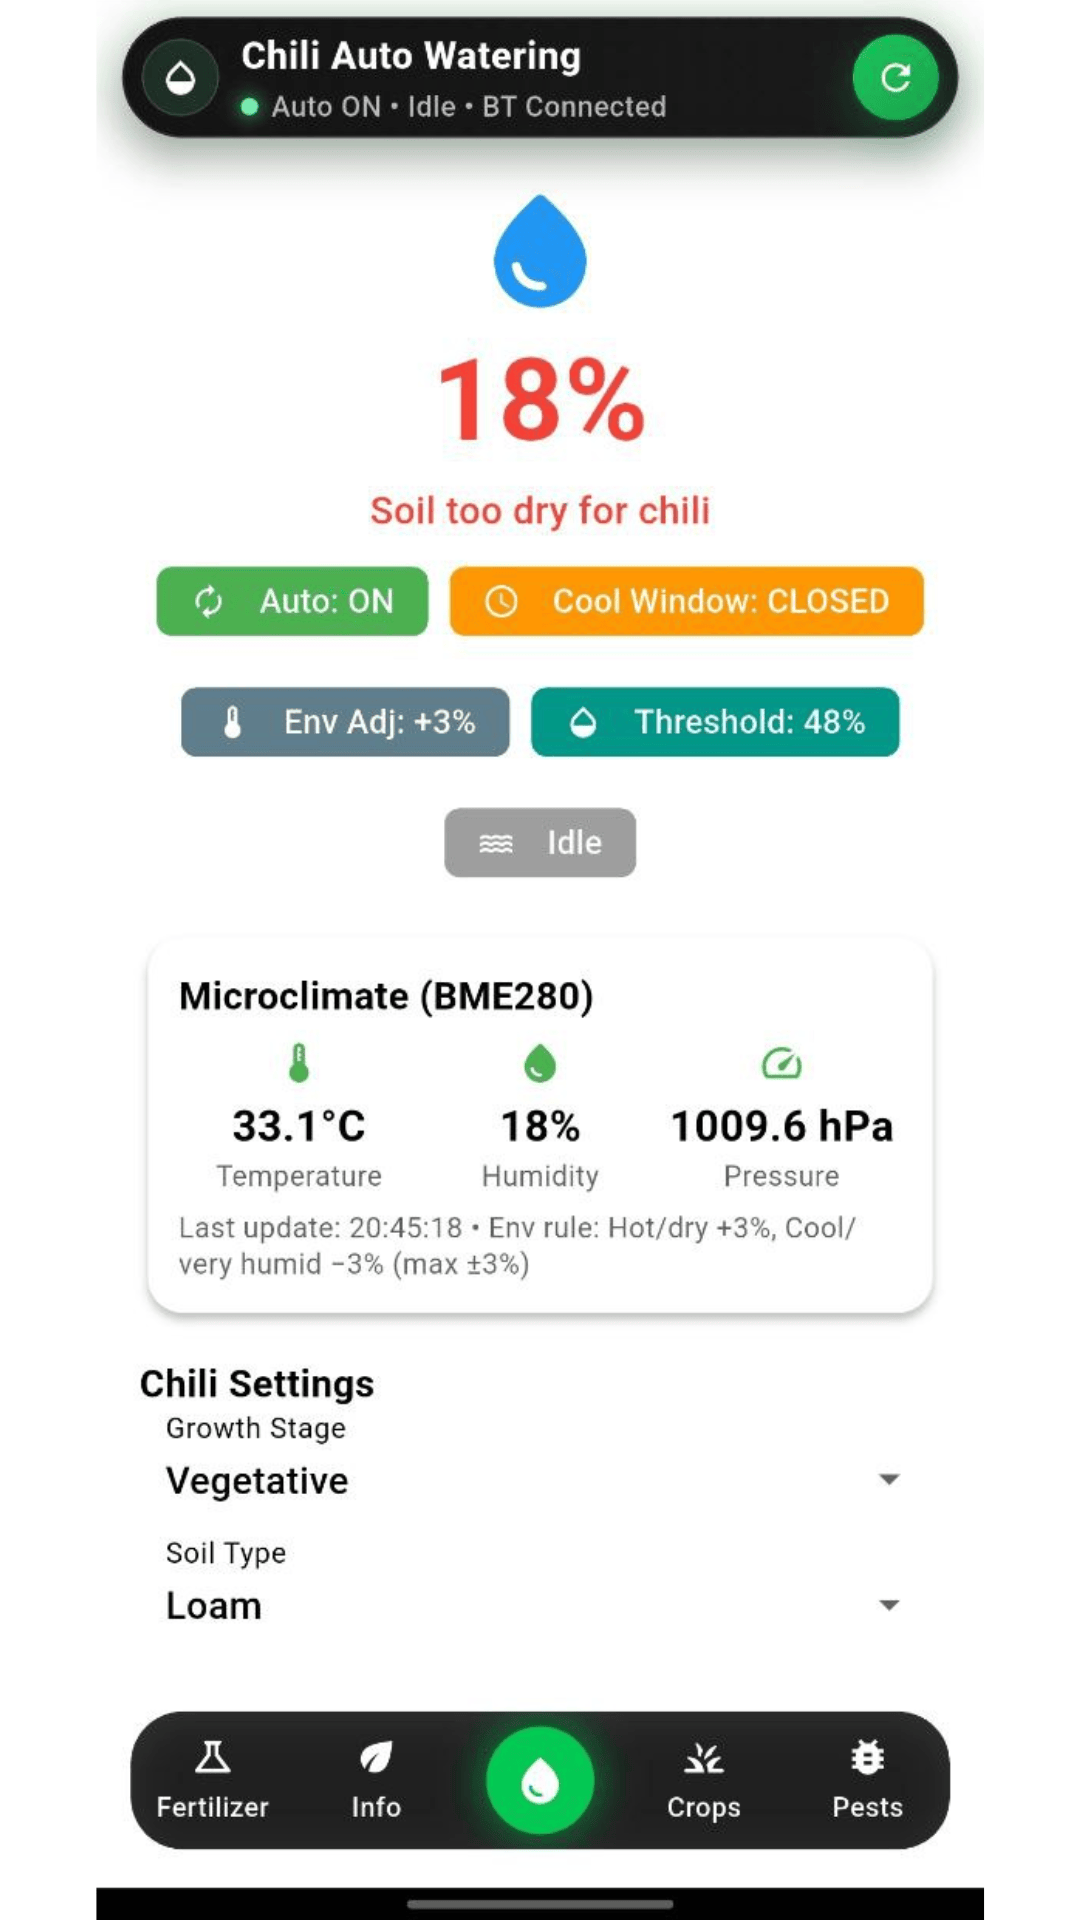 Chili Auto Watering
Auto ON • Idle • BT Connected
18%
Soil too dry for chili
Auto: ON
Cool Window: CLOSED
Env Adj: +3%
Threshold: 48%
Idle
Microclimate (BME280)
33.1°C
18%
1009.6 hPa
Temperature
Humidity
Pressure
Last update: 20:45:18 • Env rule: Hot/dry +3%, Cool/
very humid −3% (max ±3%)
Chili Settings
Growth Stage
Vegetative
Soil Type
Loam
Fertilizer
Info
Crops
Pests